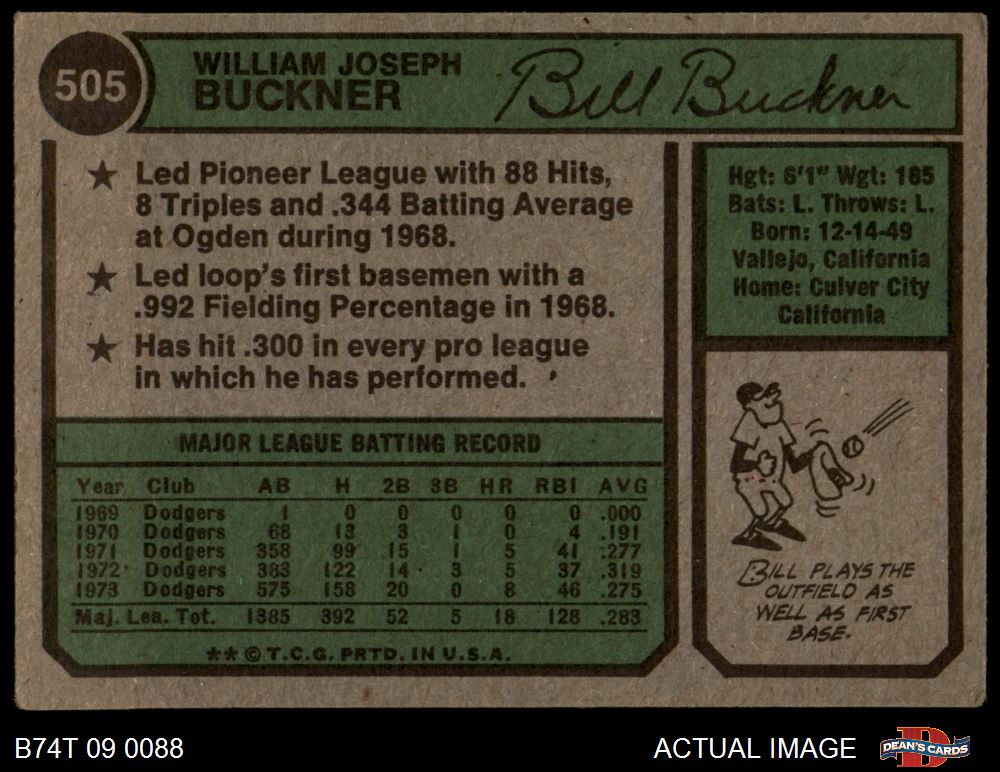 505
WILLIAM JOSEPH
BUCKNER
Bill Buckner
★ Led Pioneer League with 88 Hits,
8 Triples and .344 Batting Average
at Ogden during 1968.
★ Led loop's first basemen with a
.992 Fielding Percentage in 1968.
★ Has hit .300 in every pro league
in which he has performed.
Hgt: 6'1" Wgt: 185
Bats: L. Throws: L.
Born: 12-14-49
Vallejo, California
Home: Culver City
California
MAJOR LEAGUE BATTING RECORD
Year Club AB H 2B 3B HR RBI AVG
1969 Dodgers 1 0 0 0 0 0 .000
1970 Dodgers 68 13 3 1 0 4 .191
1971 Dodgers 358 99 15 1 5 41 .277
1972 Dodgers 383 122 14 3 5 37 .319
1973 Dodgers 575 158 20 0 8 46 .275
Maj. Lea. Tot. 1385 392 52 5 18 128 .283
** © T.C.G. PRTD. IN U.S.A.
BILL PLAYS THE
OUTFIELD AS
WELL AS FIRST
BASE.
B74T 09 0088
ACTUAL IMAGE
D
DEAN'S CARDS